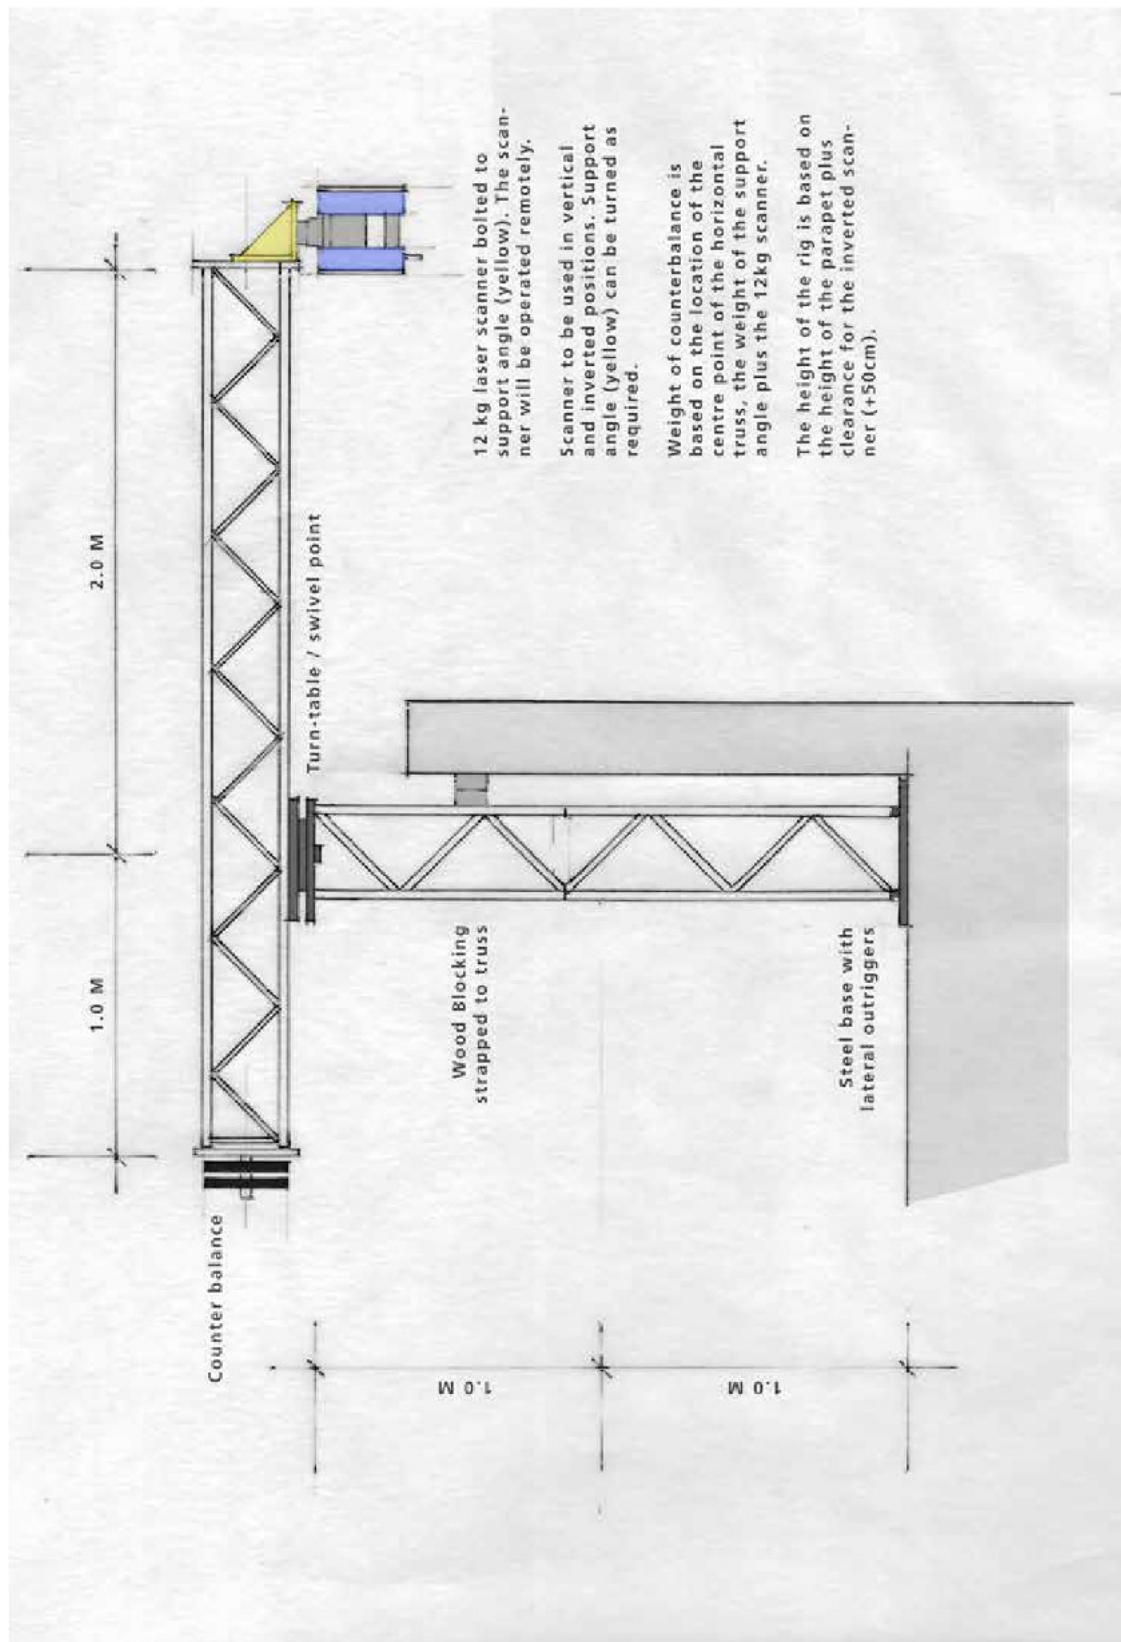 1.0 M
2.0 M
Counter balance
Turn-table / swivel point
Wood Blocking
strapped to truss
Steel base with
lateral outriggers
1.0 M
1.0 M
12 kg laser scanner bolted to
support angle (yellow). The scan-
ner will be operated remotely.
Scanner to be used in vertical
and inverted positions. Support
angle (yellow) can be turned as
required.
Weight of counterbalance is
based on the location of the
centre point of the horizontal
truss, the weight of the support
angle plus the 12kg scanner.
The height of the rig is based on
the height of the parapet plus
clearance for the inverted scan-
ner (+50cm).